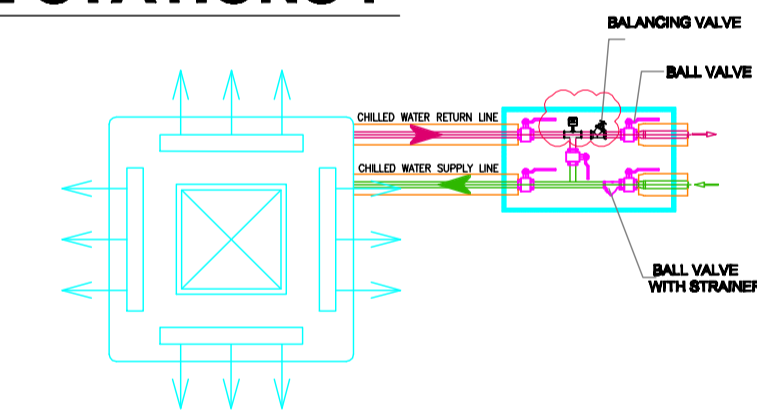 BALANCING VALVE
BALL VALVE
CHILLED WATER RETURN LINE
CHILLED WATER SUPPLY LINE
BALL VALVE
WITH STRAINER